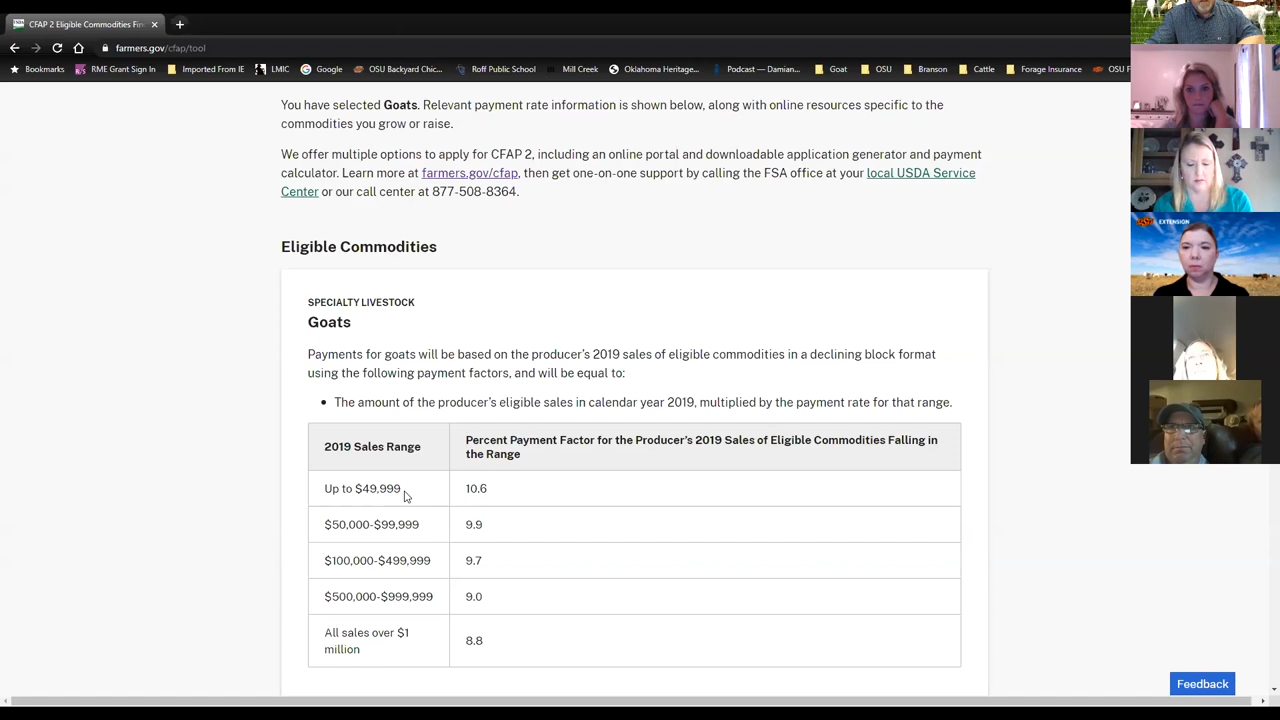 CFAP 2 Eligible Commodities Fin
farmers.gov/cfap/tool
Bookmarks RME Grant Sign In Imported From IE LMIC Google OSU Backyard Chic... Roff Public School Mill Creek Oklahoma Heritage... Podcast — Damian... Goat OSU Branson Cattle Forage Insurance OSU F
You have selected Goats. Relevant payment rate information is shown below, along with online resources specific to the
commodities you grow or raise.
We offer multiple options to apply for CFAP 2, including an online portal and downloadable application generator and payment
calculator. Learn more at farmers.gov/cfap, then get one-on-one support by calling the FSA office at your local USDA Service
Center or our call center at 877-508-8364.
EXTENSION
Eligible Commodities
SPECIALTY LIVESTOCK
Goats
Payments for goats will be based on the producer's 2019 sales of eligible commodities in a declining block format
using the following payment factors, and will be equal to:
• The amount of the producer's eligible sales in calendar year 2019, multiplied by the payment rate for that range.
2019 Sales Range
Percent Payment Factor for the Producer's 2019 Sales of Eligible Commodities Falling in
the Range
Up to $49,999 10.6
$50,000-$99,999 9.9
$100,000-$499,999 9.7
$500,000-$999,999 9.0
All sales over $1
million
8.8
Feedback